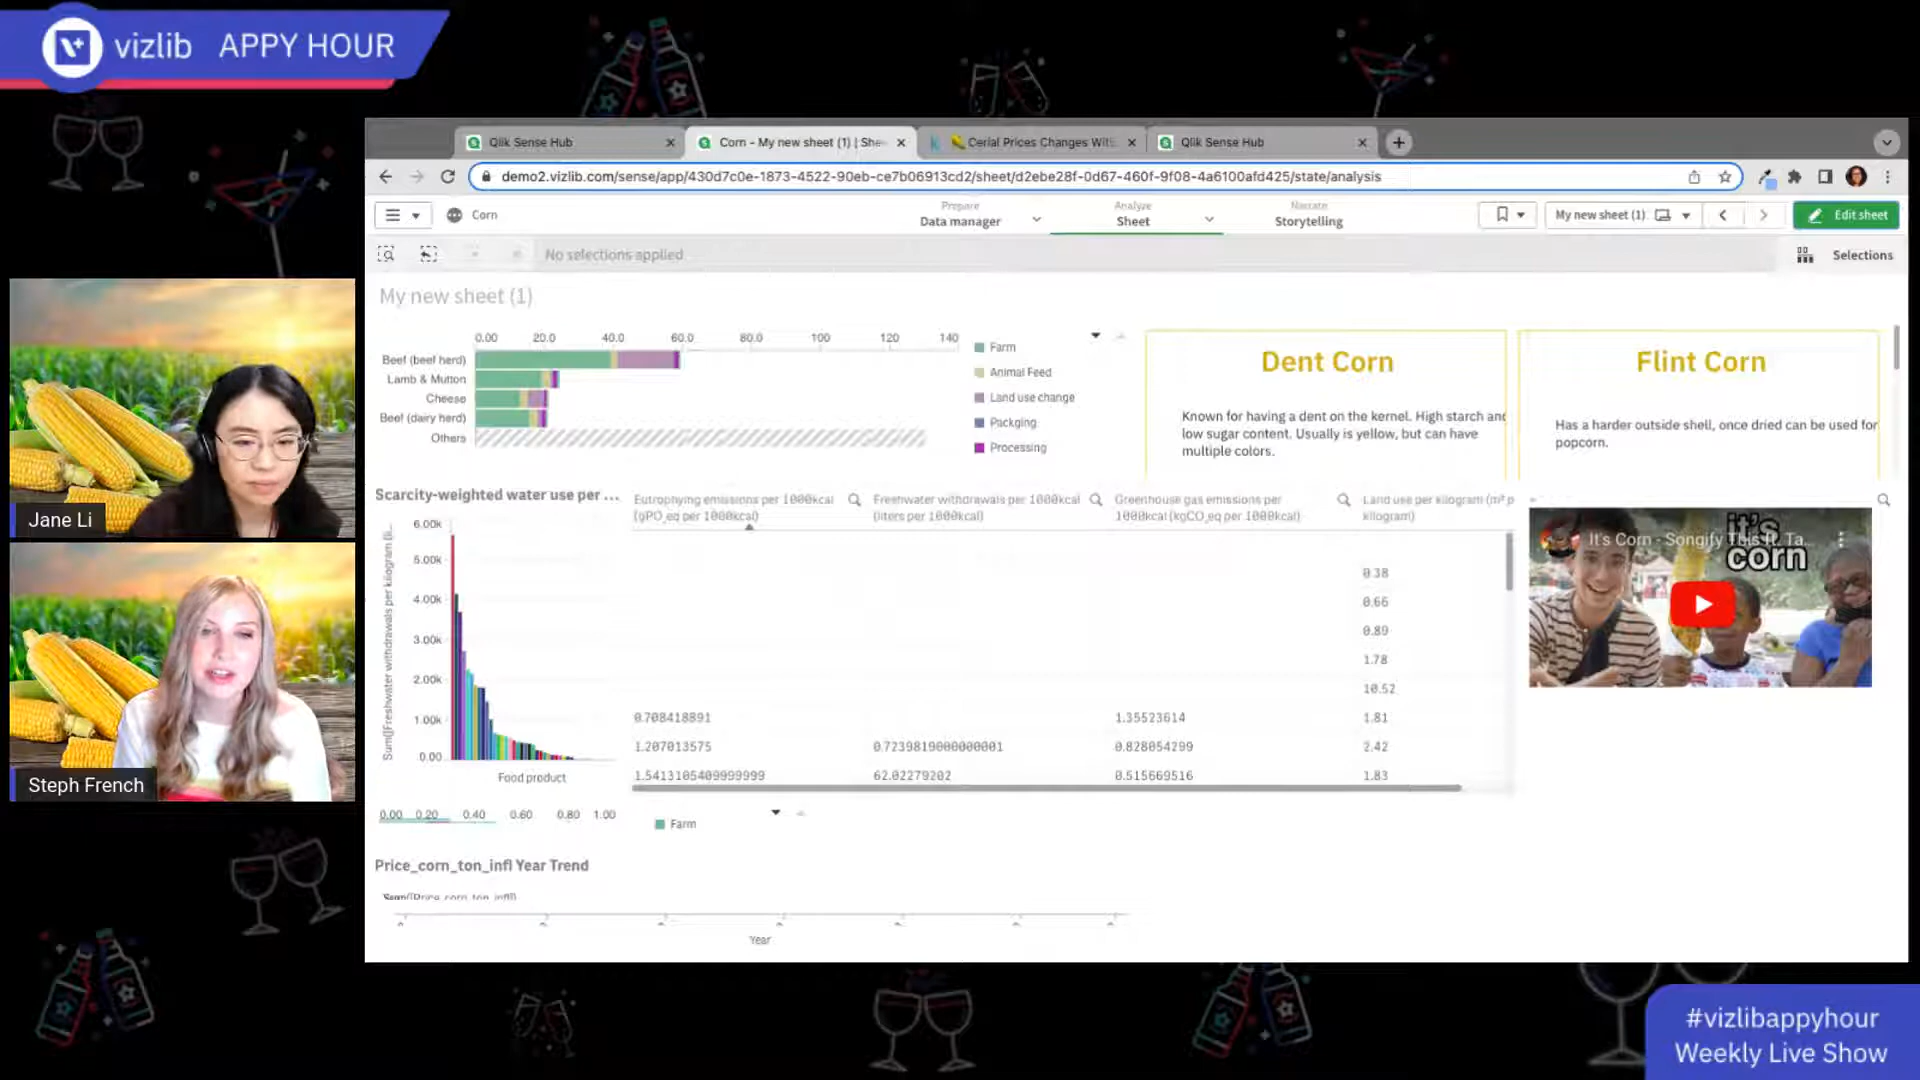 vizlib APPY HOUR
Qlik Sense Hub
Corn - My new sheet (1) | Shee
Cerial Prices Changes With
Qlik Sense Hub
demo2.vizlib.com/sense/app/430d7c0e-1873-4522-90eb-ce7b06913cd2/sheet/d2ebe28f-0d67-460f-9f08-4a6100afd425/state/analysis
Corn
Prepare
Data manager
Analyze
Sheet
Narrate
Storytelling
My new sheet (1)
Edit sheet
No selections applied
Selections
My new sheet (1)
0.00 20.0 40.0 60.0 80.0 100 120 140
Beef (beef herd)
Lamb & Mutton
Cheese
Beef (dairy herd)
Others
Farm
Animal Feed
Land use change
Packging
Processing
Dent Corn
Known for having a dent on the kernel. High starch and
low sugar content. Usually is yellow, but can have
multiple colors.
Flint Corn
Has a harder outside shell, once dried can be used for
popcorn.
Scarcity-weighted water use per ...
Sum([Freshwater withdrawals per kilogram (li...
6.00k
5.00k
4.00k
3.00k
2.00k
1.00k
0.00
Food product
Eutrophying emissions per 1000kcal
(gPO₄eq per 1000kcal)
Freshwater withdrawals per 1000kcal
(liters per 1000kcal)
Greenhouse gas emissions per
1000kcal (kgCO₂eq per 1000kcal)
Land use per kilogram (m² p
kilogram)
0.38
0.66
0.89
1.78
10.52
0.708418891 1.35523614 1.81
1.207013575 0.7239819000000001 0.828054299 2.42
1.5413105409999999 62.02279202 0.515669516 1.83
It's Corn - Songify This ft. Ta...
it's
corn
0.00 0.20 0.40 0.60 0.80 1.00
Farm
Price_corn_ton_infl Year Trend
Sum([Price_corn_ton_infl])
Year
Jane Li
Steph French
#vizlibappyhour
Weekly Live Show